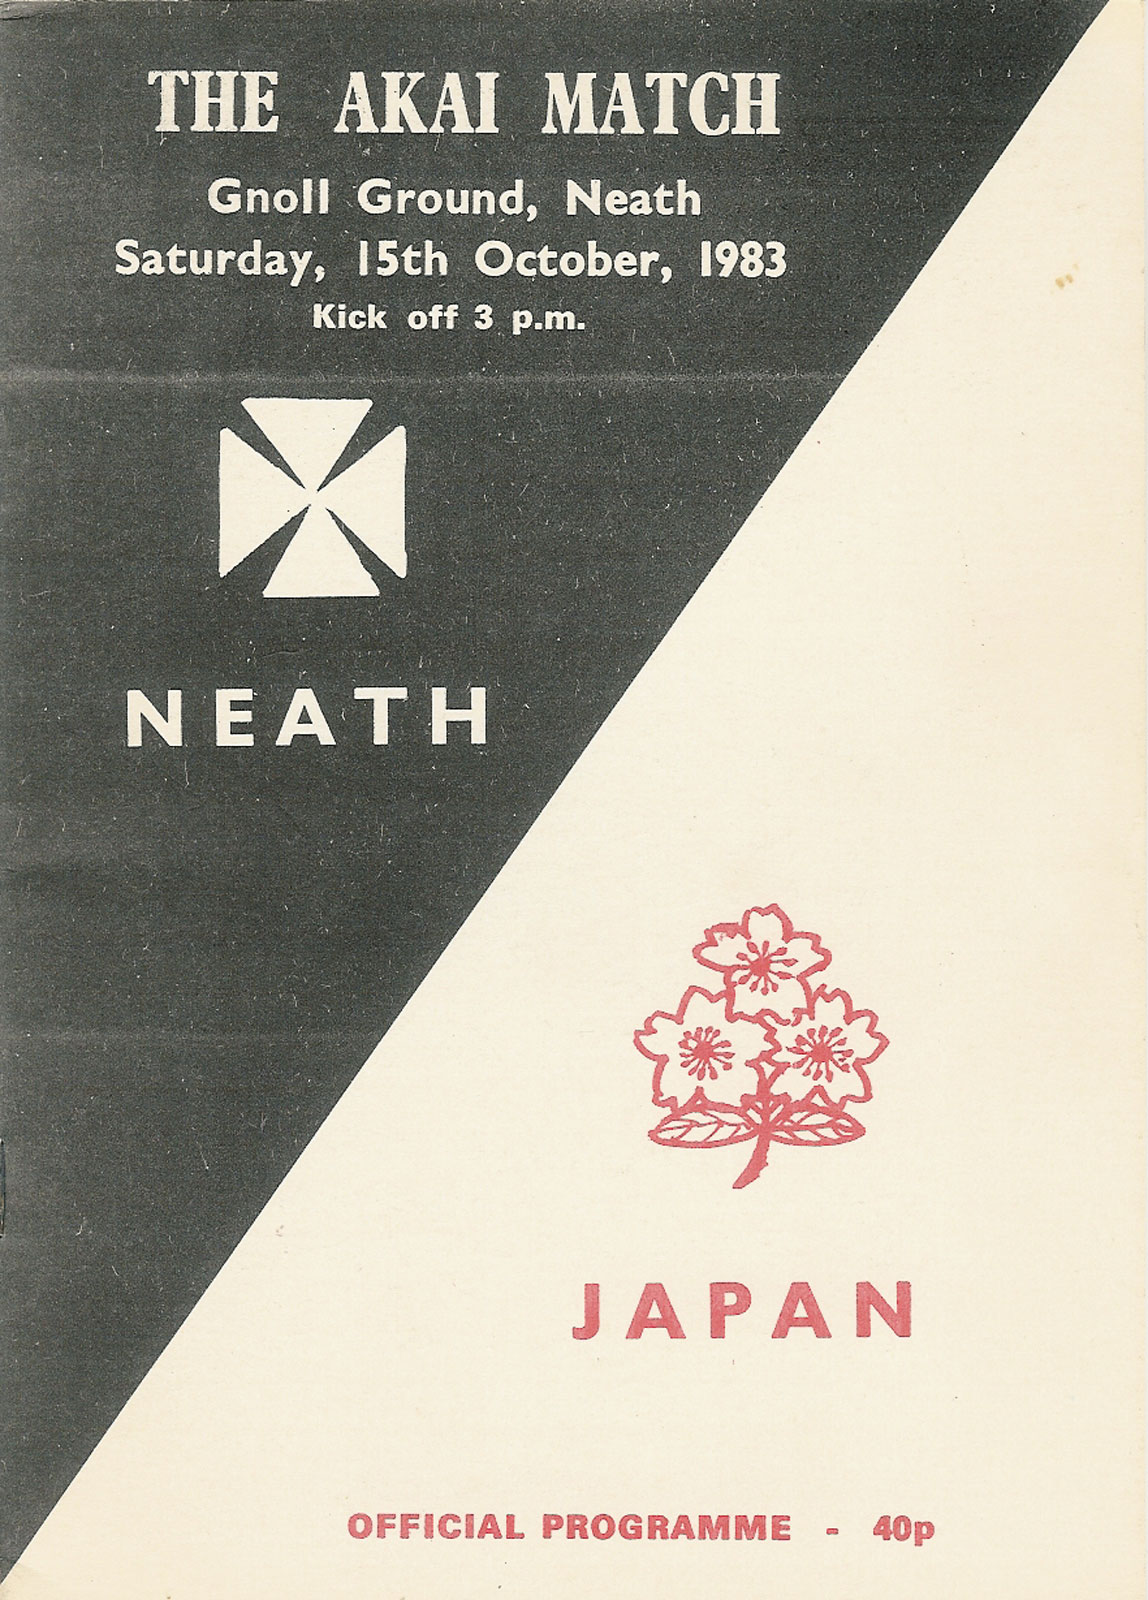 THE AKAI MATCH
Gnoll Ground, Neath
Saturday, 15th October, 1983
Kick off 3 p.m.
NEATH
JAPAN
OFFICIAL PROGRAMME - 40p